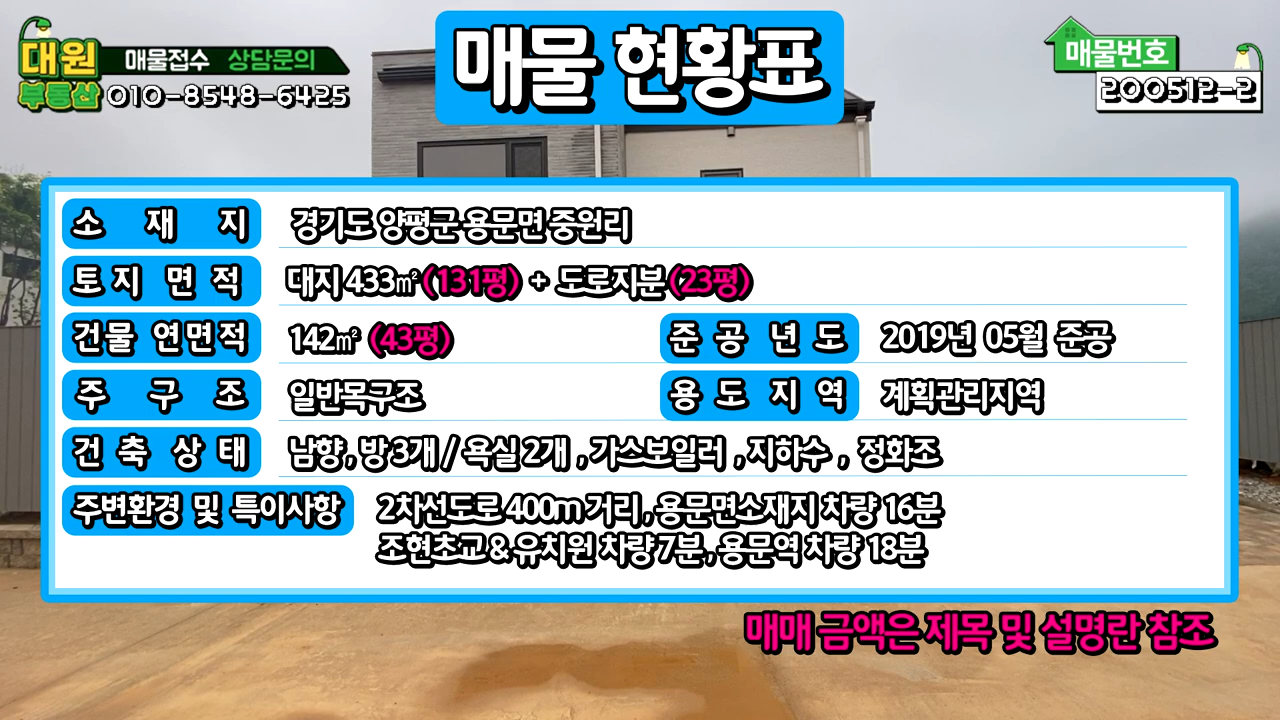 대원 매물접수 상담문의
부동산 010-8548-6425
매물 현황표
매물번호
200512-2
소 재 지 경기도 양평군 용문면 중원리
토지 면적 대지 433㎡ (131평) + 도로지분 (23평)
건물 연면적 142㎡ (43평) 준공 년도 2019년 05월 준공
주 구 조 일반목구조 용도 지역 계획관리지역
건축 상태 남향 , 방 3개 / 욕실 2개 , 가스보일러 , 지하수 , 정화조
주변환경 및 특이사항 2차선도로 400m 거리 , 용문면소재지 차량 16분
조현초교 & 유치원 차량 7분 , 용문역 차량 18분
매매 금액은 제목 및 설명란 참조